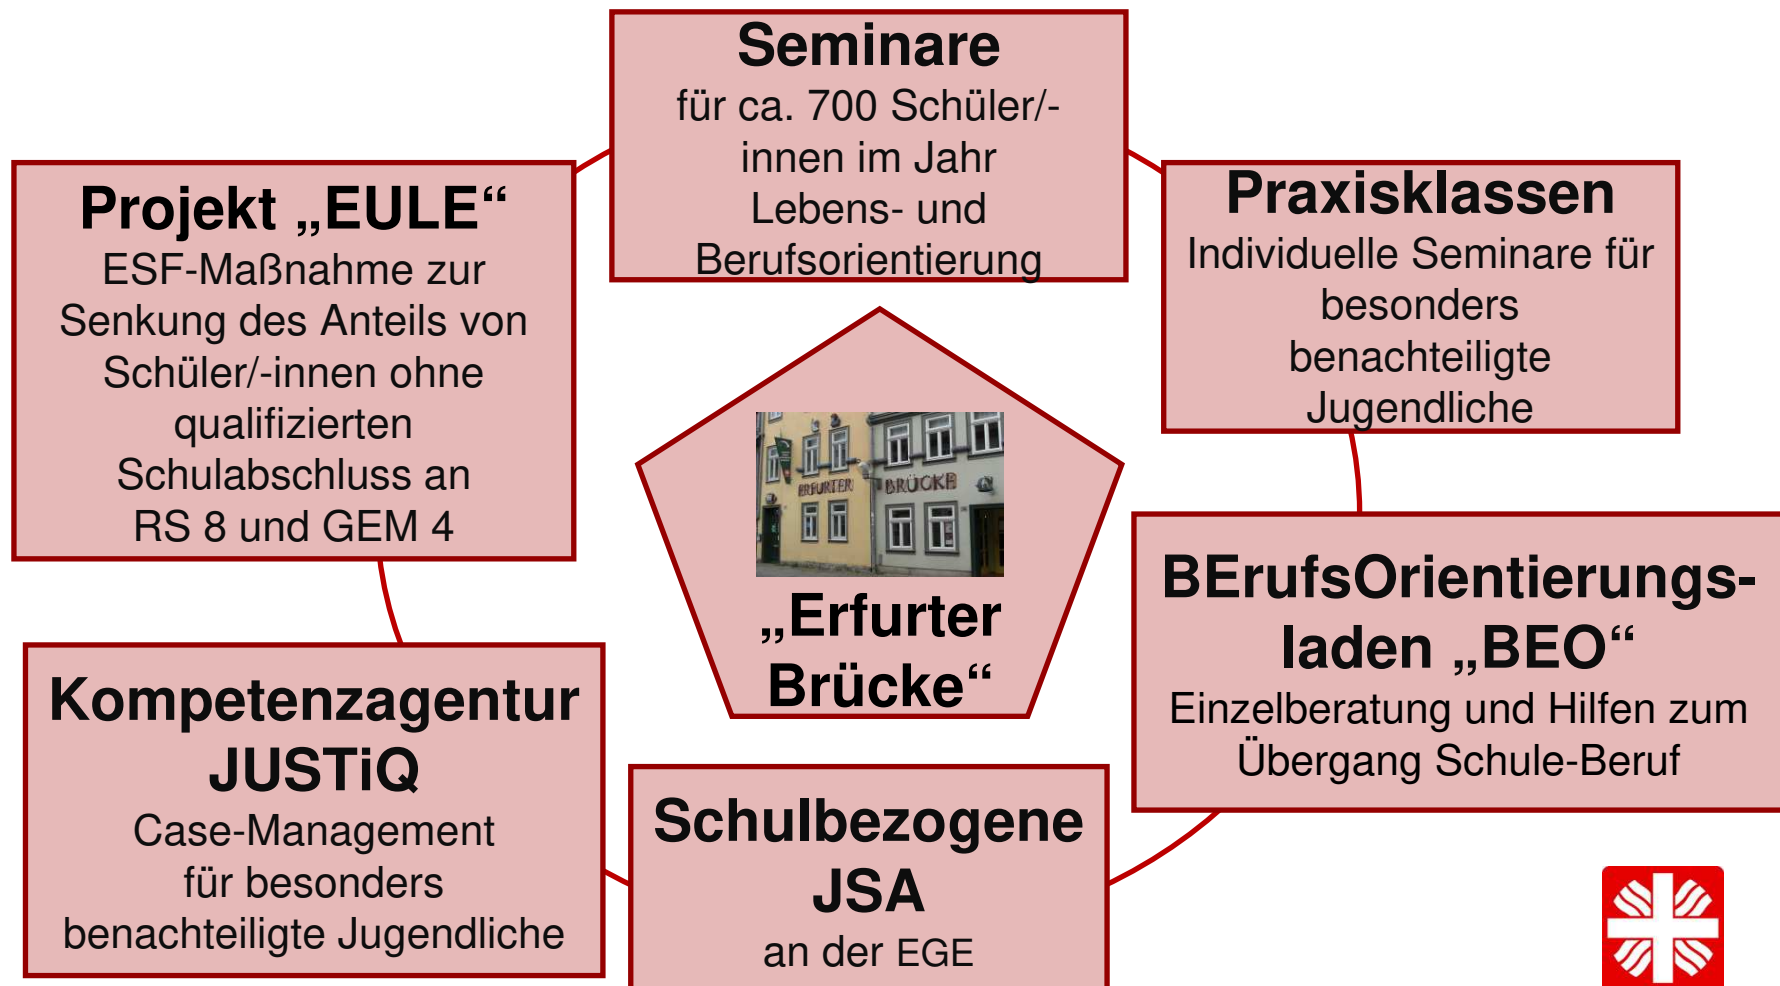 Seminare
für ca. 700 Schüler/-
innen im Jahr
Lebens- und
Berufsorientierung
Projekt „EULE“
ESF-Maßnahme zur
Senkung des Anteils von
Schüler/-innen ohne
qualifizierten
Schulabschluss an
RS 8 und GEM 4
Praxisklassen
Individuelle Seminare für
besonders
benachteiligte
Jugendliche
ERFURTER BRÜCKE
„Erfurter
Brücke“
BErufsOrientierungs-
laden „BEO“
Einzelberatung und Hilfen zum
Übergang Schule-Beruf
Kompetenzagentur
JUSTiQ
Case-Management
für besonders
benachteiligte Jugendliche
Schulbezogene
JSA
an der EGE